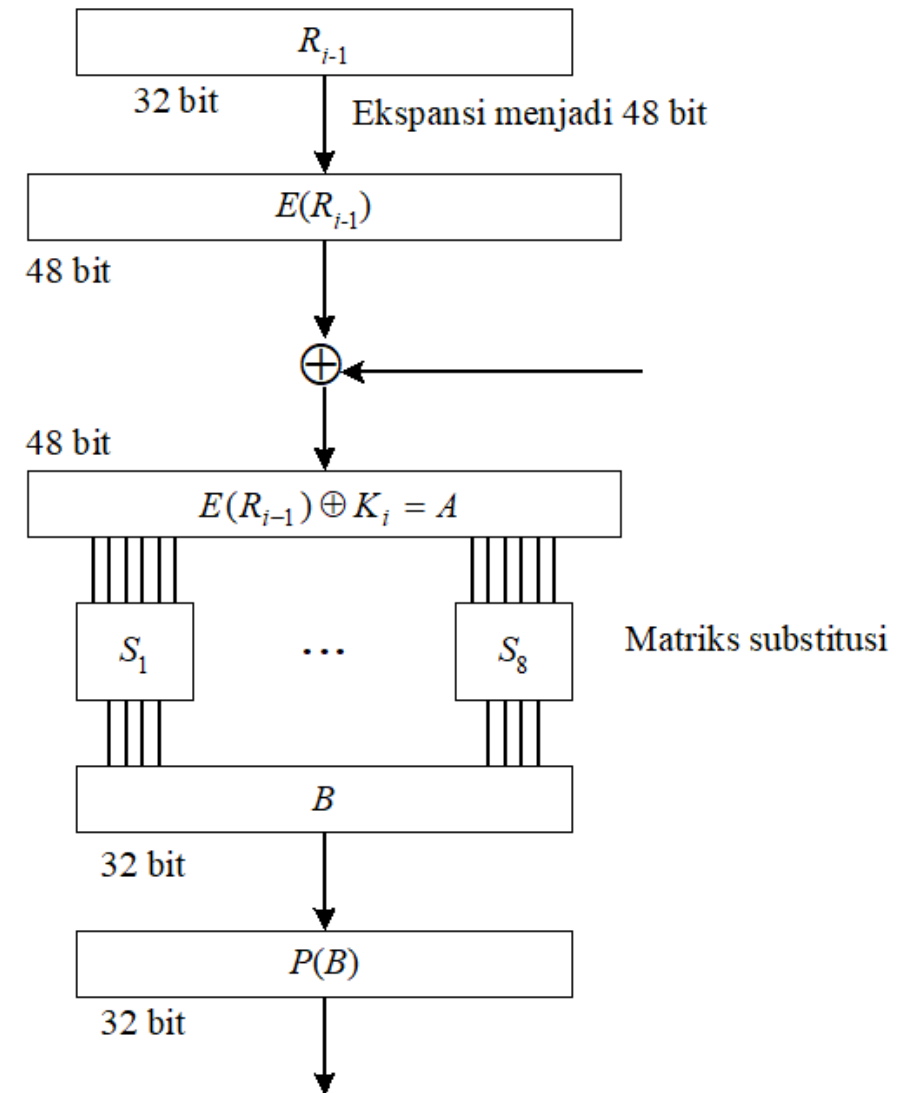 R_{i-1}
32 bit
Ekspansi menjadi 48 bit
E(R_{i-1})
48 bit
⊕
48 bit
E(R_{i-1}) ⊕ K_i = A
S_1 ... S_8
Matriks substitusi
B
32 bit
P(B)
32 bit